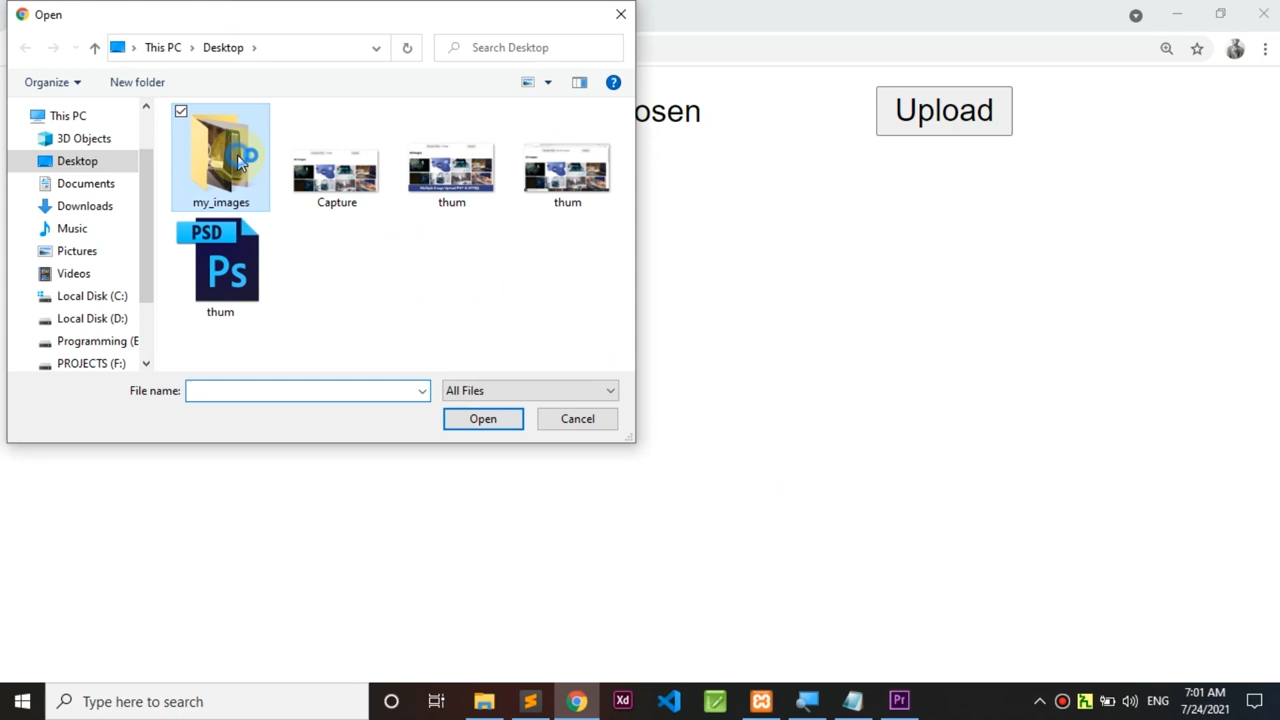 Open
This PC
Desktop
Search Desktop
Organize
New folder
This PC
3D Objects
Desktop
Documents
Downloads
Music
Pictures
Videos
Local Disk (C:)
Local Disk (D:)
Programming (E
PROJECTS (F:)
my_images
Capture
thum
thum
PSD
Ps
thum
File name:
All Files
Open
Cancel
osen
Upload
Type here to search
Xd
Pr
ENG
7:01 AM
7/24/2021